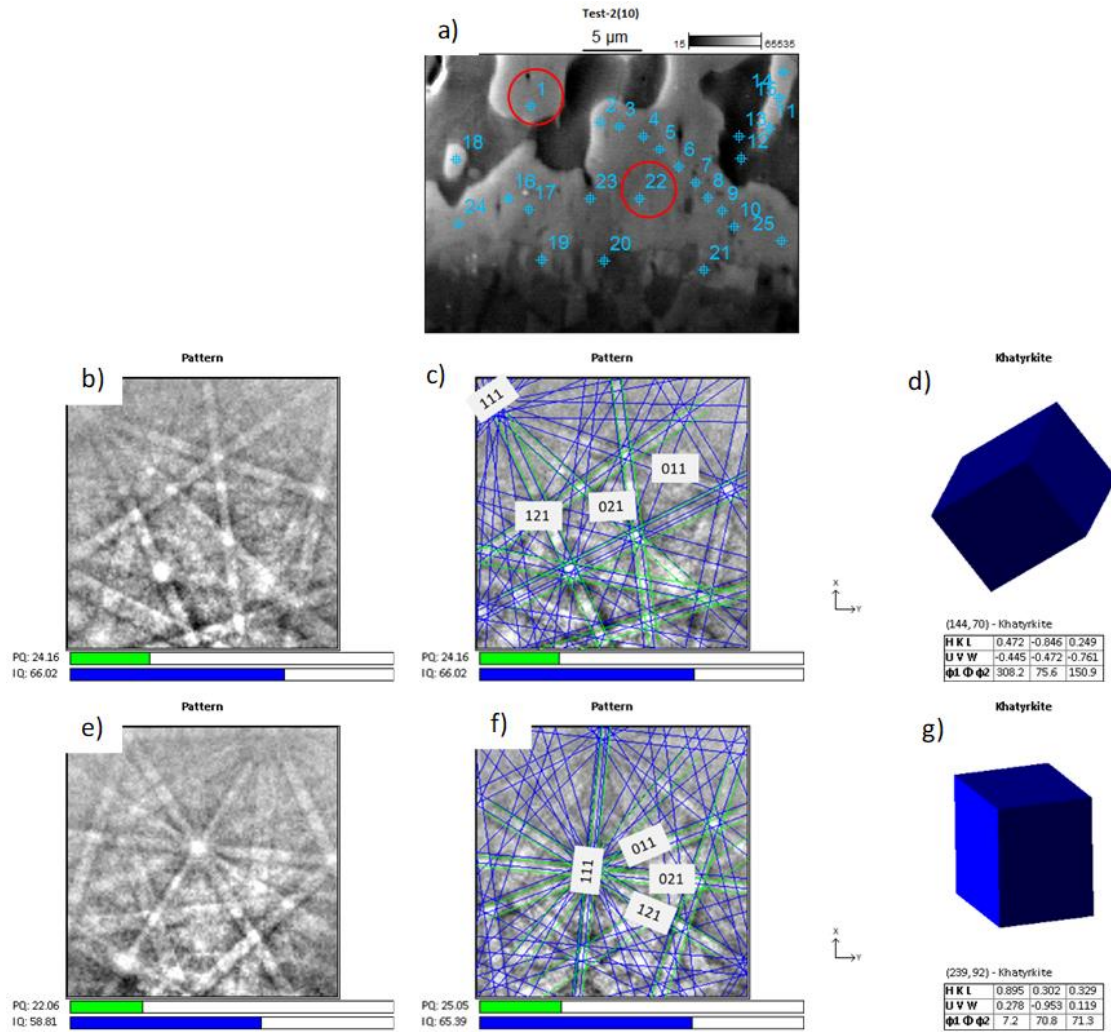 Test-2(10)
a)
5 µm
15
65535
1
2
3
4
5
6
7
8
9
10
11
12
13
14
15
16
17
18
19
20
21
22
23
24
25
b)
Pattern
c)
Pattern
Khatyrkite
d)
111
011
121
021
PQ: 24.16
IQ: 66.02
PQ: 24.16
IQ: 66.02
X
Y
(144, 70) - Khatyrkite
H K L 0.472 -0.846 0.249
U V W -0.445 -0.472 -0.761
ϕ1 Φ ϕ2 308.2 75.6 150.9
e)
Pattern
f)
Pattern
Khatyrkite
g)
111
011
021
121
PQ: 22.06
IQ: 58.81
PQ: 25.05
IQ: 65.39
X
Y
(239, 92) - Khatyrkite
H K L 0.895 0.302 0.329
U V W 0.278 -0.953 0.119
ϕ1 Φ ϕ2 7.2 70.8 71.3